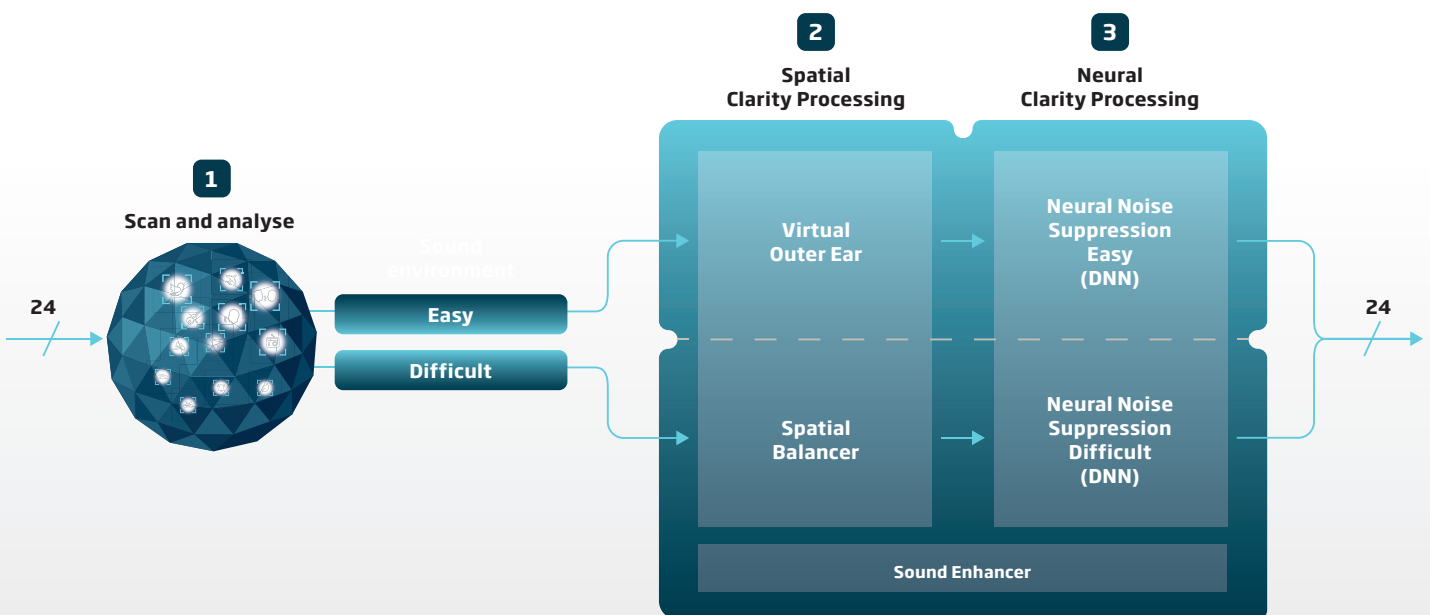 1
Scan and analyse
24
Sound
environment
Easy
Difficult
2
Spatial
Clarity Processing
Virtual
Outer Ear
Spatial
Balancer
3
Neural
Clarity Processing
Neural Noise
Suppression
Easy
(DNN)
Neural Noise
Suppression
Difficult
(DNN)
Sound Enhancer
24